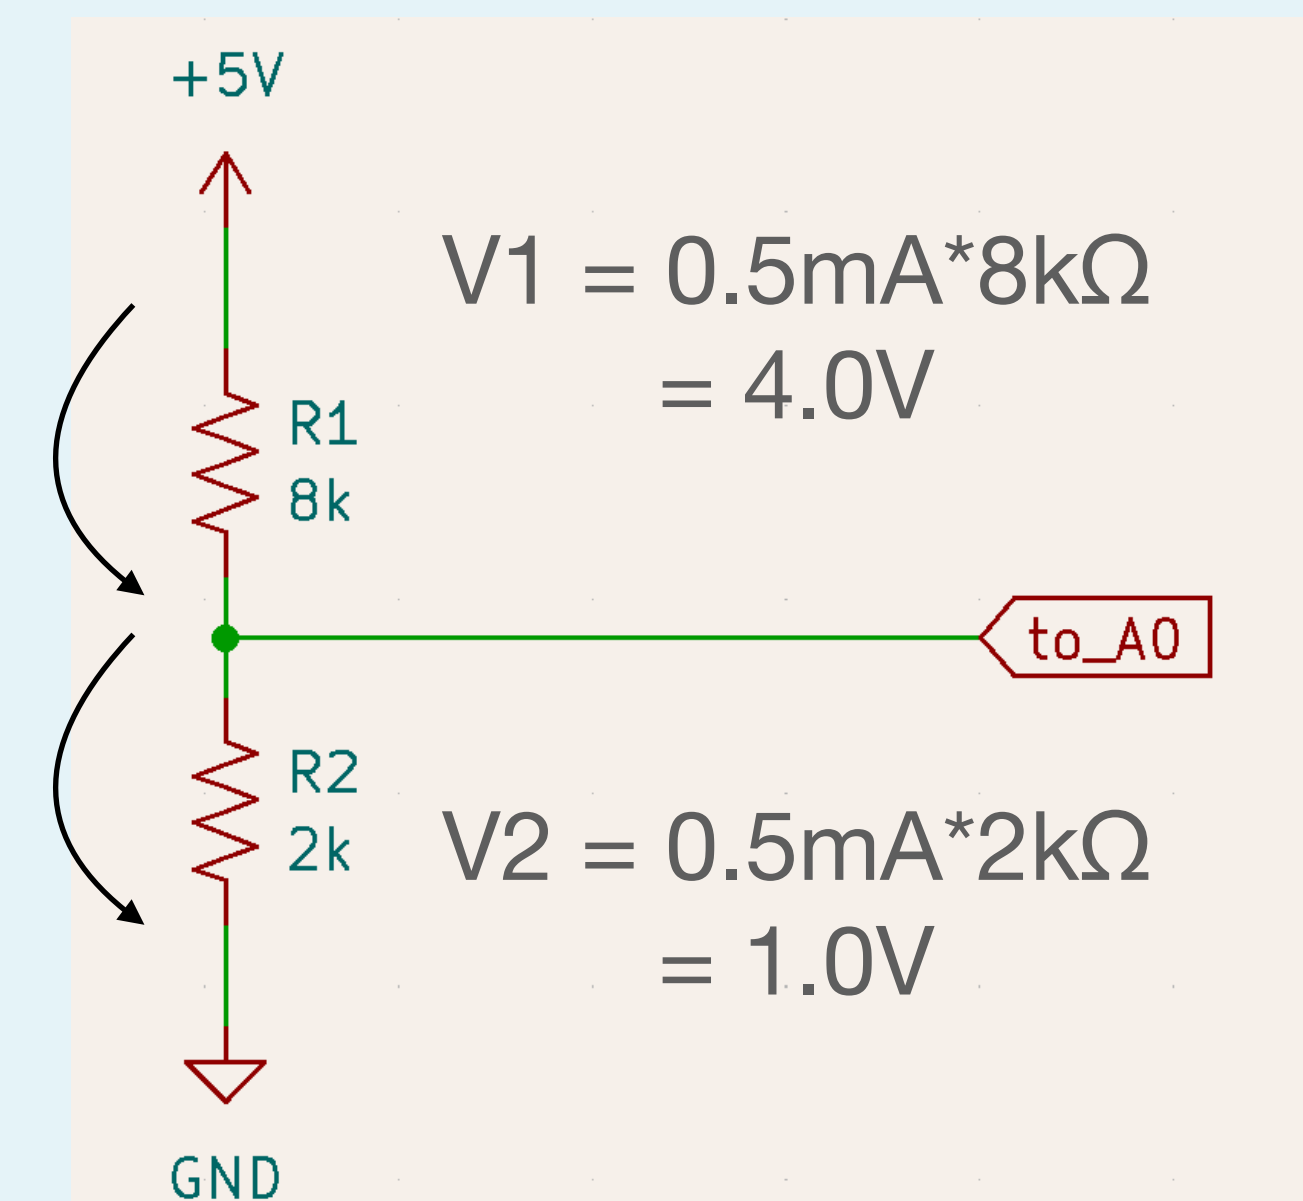 +5V
V1 = 0.5mA*8kΩ
= 4.0V
R1
8k
to_A0
R2
2k
V2 = 0.5mA*2kΩ
= 1.0V
GND